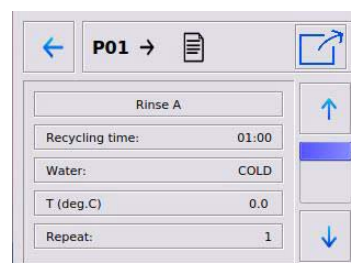 P01 →
Rinse A
Recycling time: 01:00
Water: COLD
T (deg.C) 0.0
Repeat: 1